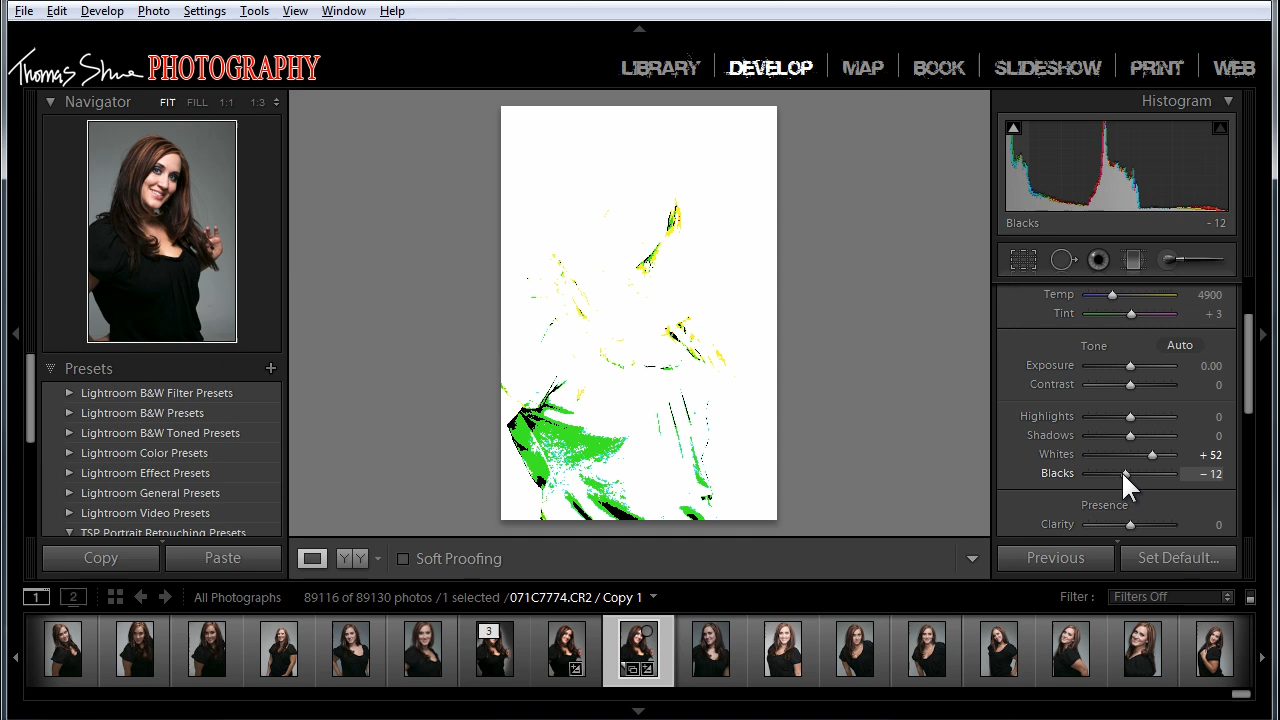 File Edit Develop Photo Settings Tools View Window Help
Thomas Shue PHOTOGRAPHY
LIBRARY DEVELOP MAP BOOK SLIDESHOW PRINT WEB
Navigator FIT FILL 1:1 1:3
Histogram
Blacks - 12
Temp 4900
Tint + 3
Tone Auto
Exposure 0.00
Contrast 0
Highlights 0
Shadows 0
Whites + 52
Blacks - 12
Presence
Clarity 0
Presets +
Lightroom B&W Filter Presets
Lightroom B&W Presets
Lightroom B&W Toned Presets
Lightroom Color Presets
Lightroom Effect Presets
Lightroom General Presets
Lightroom Video Presets
TSP Portrait Retouching Presets
Copy Paste
Y Y Soft Proofing
Previous Set Default...
1 2 All Photographs 89116 of 89130 photos /1 selected /071C7774.CR2 / Copy 1
Filter : Filters Off
3